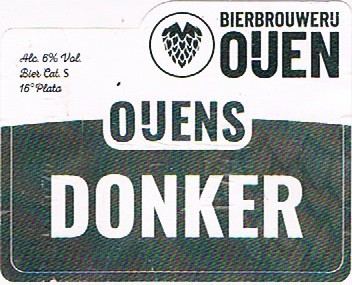 BIERBROUWERIJ
OIJEN
Alc. 6% Vol.
Bier Cat. S
16° Plato
OIJENS
DONKER